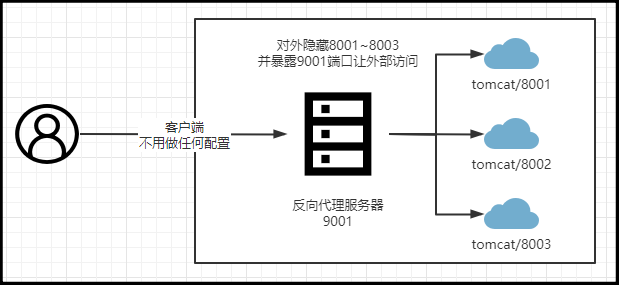 对外隐藏8001~8003
并暴露9001端口让外部访问
tomcat/8001
客户端
不用做任何配置
tomcat/8002
反向代理服务器
9001
tomcat/8003